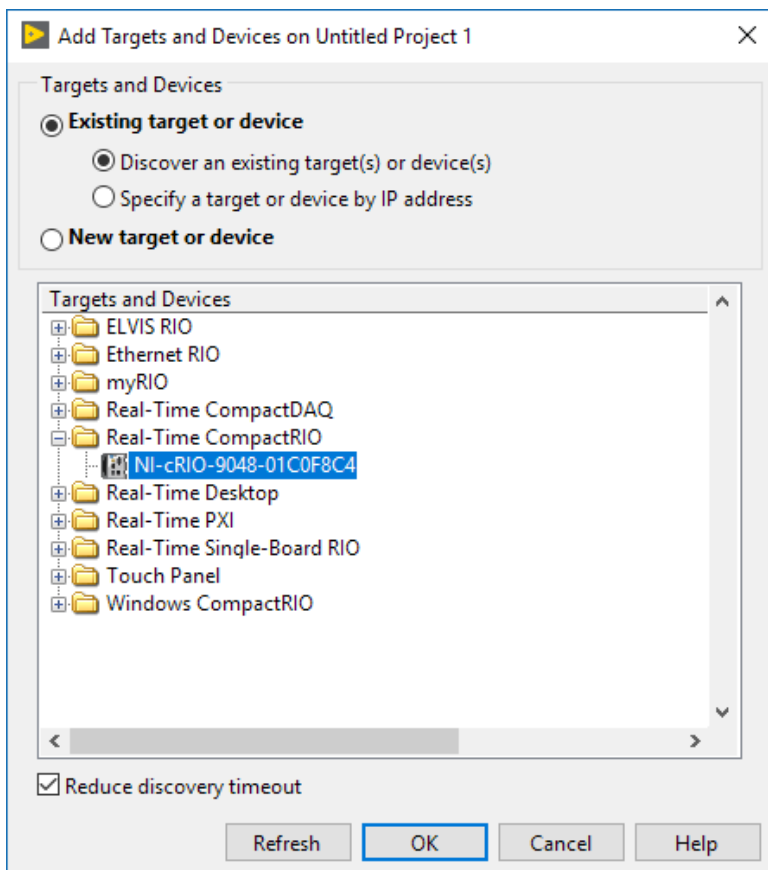 Add Targets and Devices on Untitled Project 1
Targets and Devices
Existing target or device
Discover an existing target(s) or device(s)
Specify a target or device by IP address
New target or device
Targets and Devices
ELVIS RIO
Ethernet RIO
myRIO
Real-Time CompactDAQ
Real-Time CompactRIO
NI-cRIO-9048-01C0F8C4
Real-Time Desktop
Real-Time PXI
Real-Time Single-Board RIO
Touch Panel
Windows CompactRIO
Reduce discovery timeout
Refresh OK Cancel Help